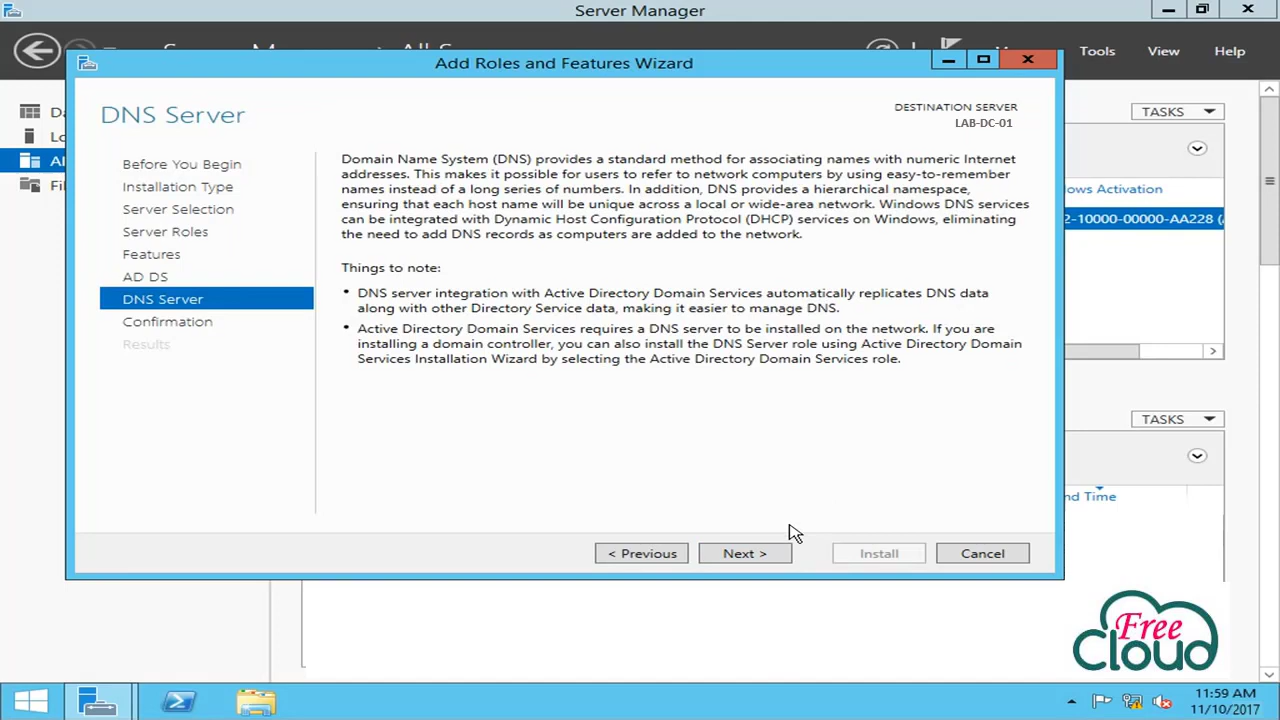 Server Manager
Tools
View
Help
Add Roles and Features Wizard
DNS Server
DESTINATION SERVER
LAB-DC-01
Before You Begin
Installation Type
Server Selection
Server Roles
Features
AD DS
DNS Server
Confirmation
Results
Domain Name System (DNS) provides a standard method for associating names with numeric Internet
addresses. This makes it possible for users to refer to network computers by using easy-to-remember
names instead of a long series of numbers. In addition, DNS provides a hierarchical namespace,
ensuring that each host name will be unique across a local or wide-area network. Windows DNS services
can be integrated with Dynamic Host Configuration Protocol (DHCP) services on Windows, eliminating
the need to add DNS records as computers are added to the network.
Things to note:
• DNS server integration with Active Directory Domain Services automatically replicates DNS data
along with other Directory Service data, making it easier to manage DNS.
• Active Directory Domain Services requires a DNS server to be installed on the network. If you are
installing a domain controller, you can also install the DNS Server role using Active Directory Domain
Services Installation Wizard by selecting the Active Directory Domain Services role.
< Previous
Next >
Install
Cancel
TASKS
ows Activation
2-10000-00000-AA228 (
TASKS
nd Time
Free
Cloud
11:59 AM
11/10/2017